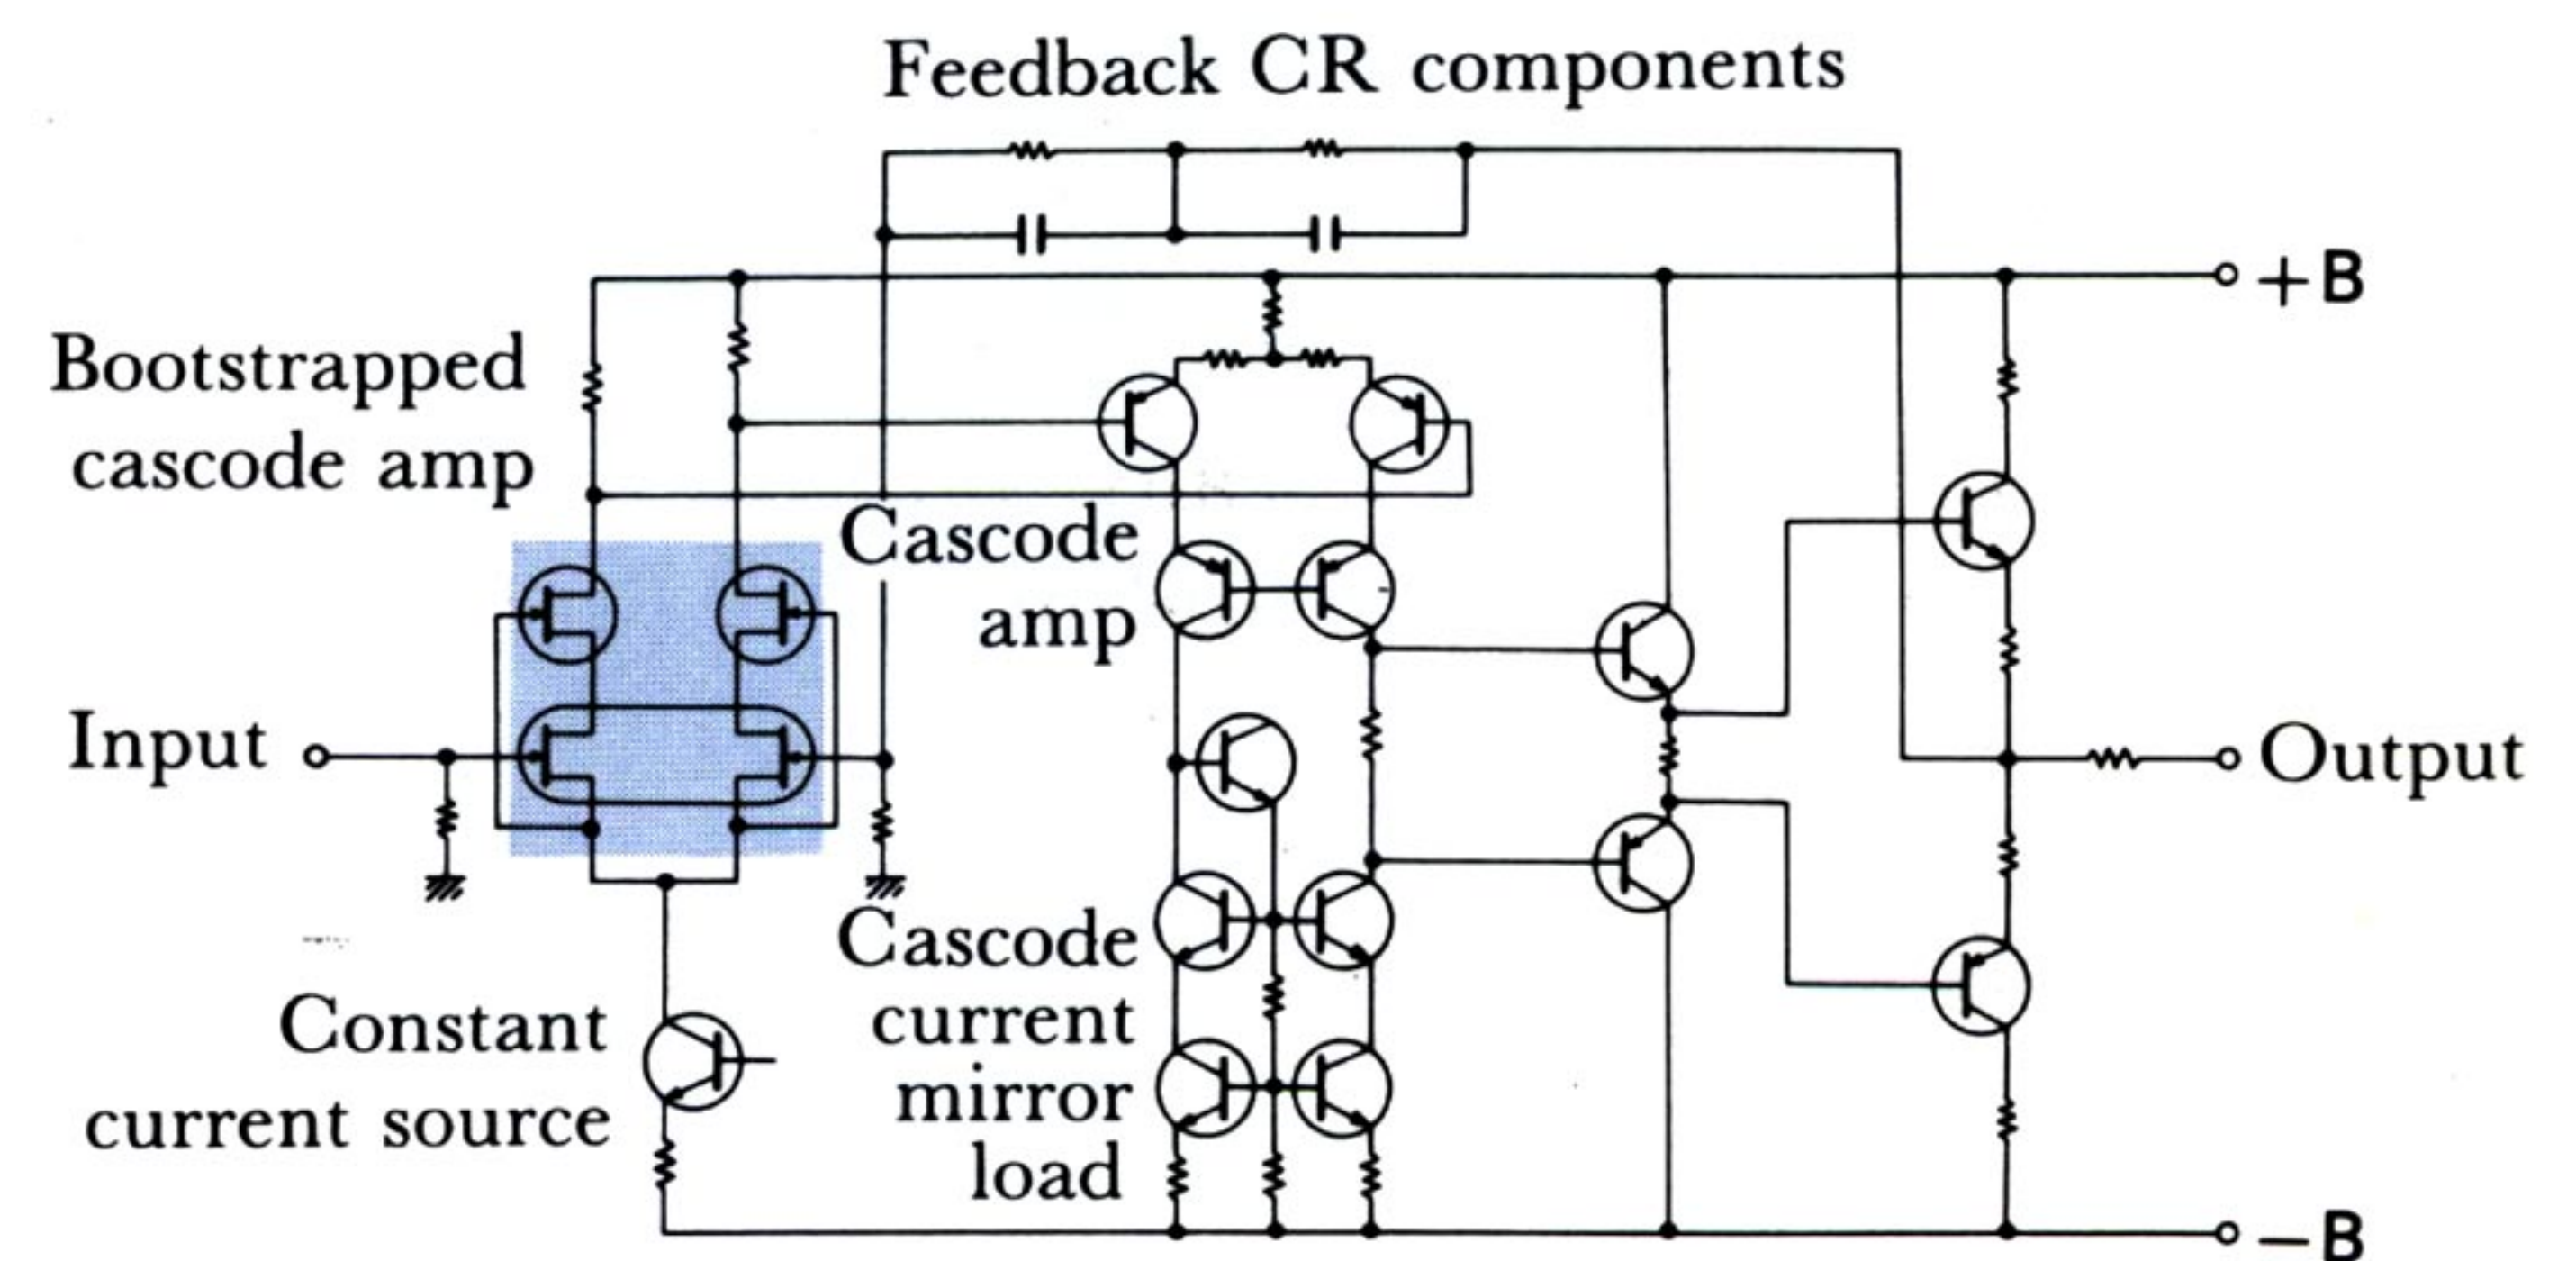 Feedback CR components
+B
Bootstrapped
cascode amp
Cascode
amp
Input
Output
Constant
current source
Cascode
current
mirror
load
−B